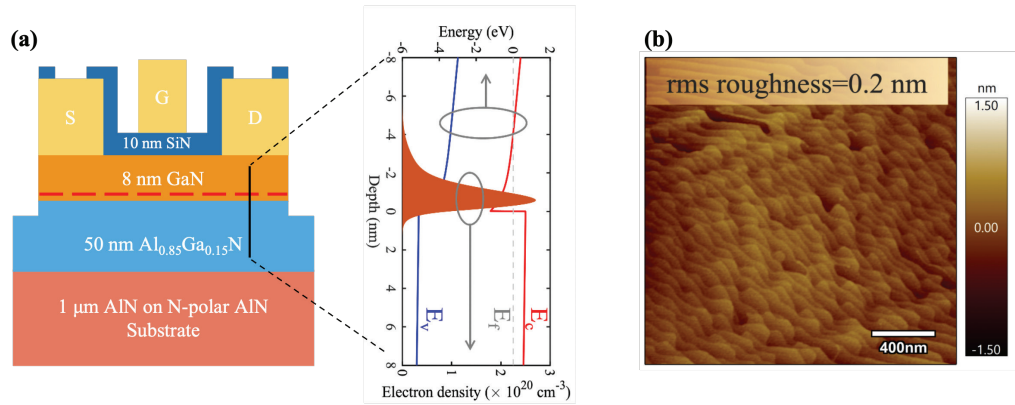 (a)
S
G
D
10 nm SiN
8 nm GaN
50 nm Al0.85Ga0.15N
1 μm AlN on N-polar AlN
Substrate
Energy (eV)
-6 -4 -2 0 2
-8
-6
-4
-2
0
2
4
6
8
Depth (nm)
Ev
Ef
Ec
0 1 2 3
Electron density (× 10²⁰ cm⁻³)
(b)
rms roughness=0.2 nm
400nm
nm
1.50
0.00
-1.50